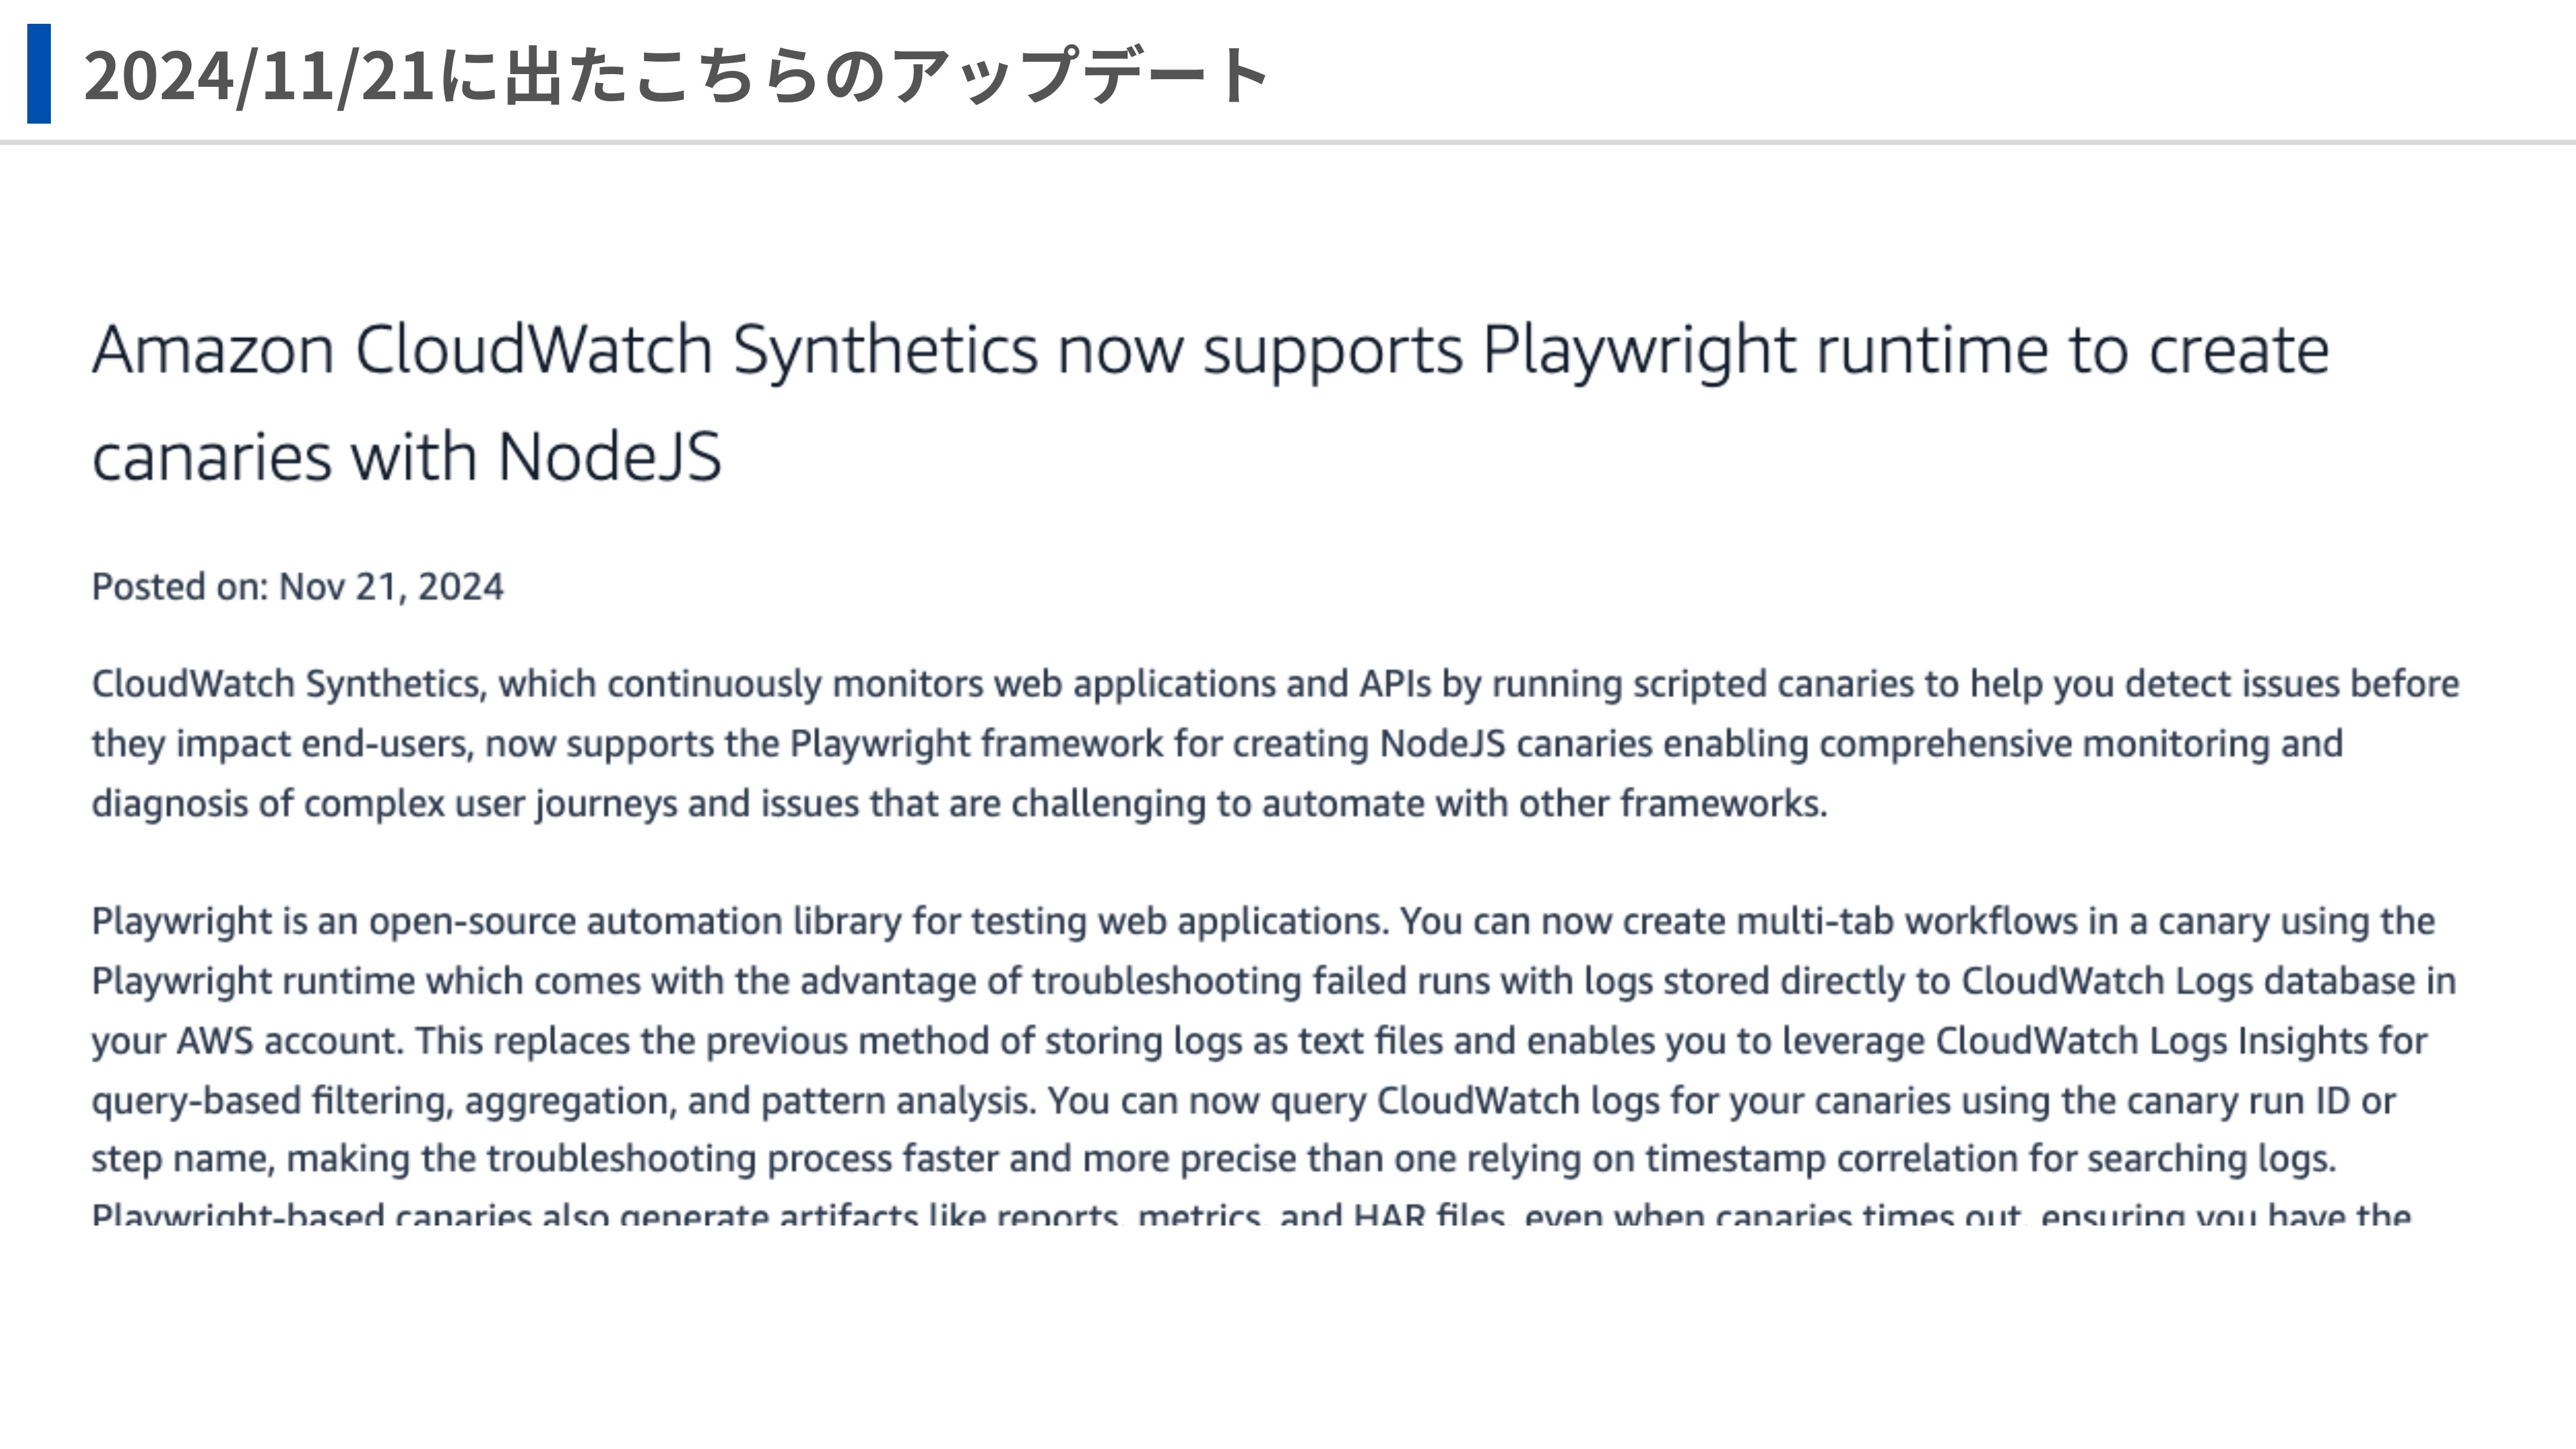 2024/11/21に出たこちらのアップデート
Amazon CloudWatch Synthetics now supports Playwright runtime to create
canaries with NodeJS
Posted on: Nov 21, 2024
CloudWatch Synthetics, which continuously monitors web applications and APIs by running scripted canaries to help you detect issues before
they impact end-users, now supports the Playwright framework for creating NodeJS canaries enabling comprehensive monitoring and
diagnosis of complex user journeys and issues that are challenging to automate with other frameworks.
Playwright is an open-source automation library for testing web applications. You can now create multi-tab workflows in a canary using the
Playwright runtime which comes with the advantage of troubleshooting failed runs with logs stored directly to CloudWatch Logs database in
your AWS account. This replaces the previous method of storing logs as text files and enables you to leverage CloudWatch Logs Insights for
query-based filtering, aggregation, and pattern analysis. You can now query CloudWatch logs for your canaries using the canary run ID or
step name, making the troubleshooting process faster and more precise than one relying on timestamp correlation for searching logs.
Playwright-based canaries also generate artifacts like reports, metrics, and HAR files, even when canaries times out, ensuring you have the